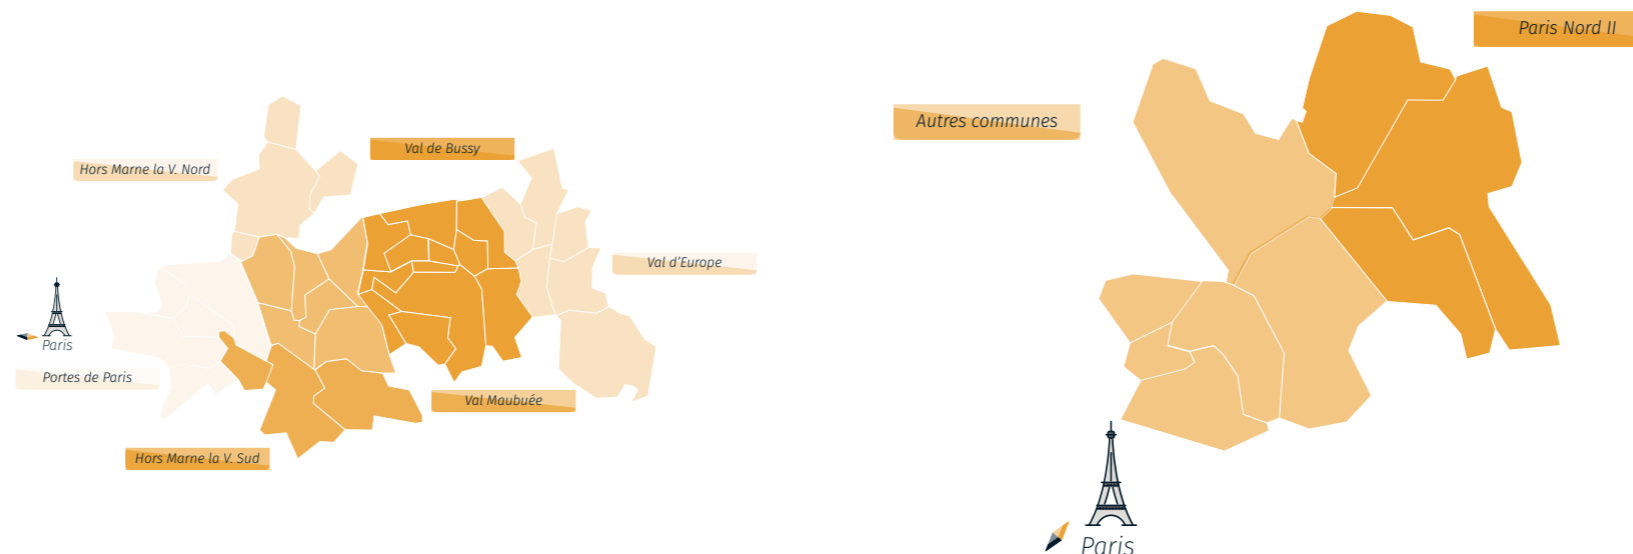 Val de Bussy
Hors Marne la V. Nord
Val d'Europe
Paris
Portes de Paris
Val Maubuée
Hors Marne la V. Sud
Paris Nord II
Autres communes
Paris